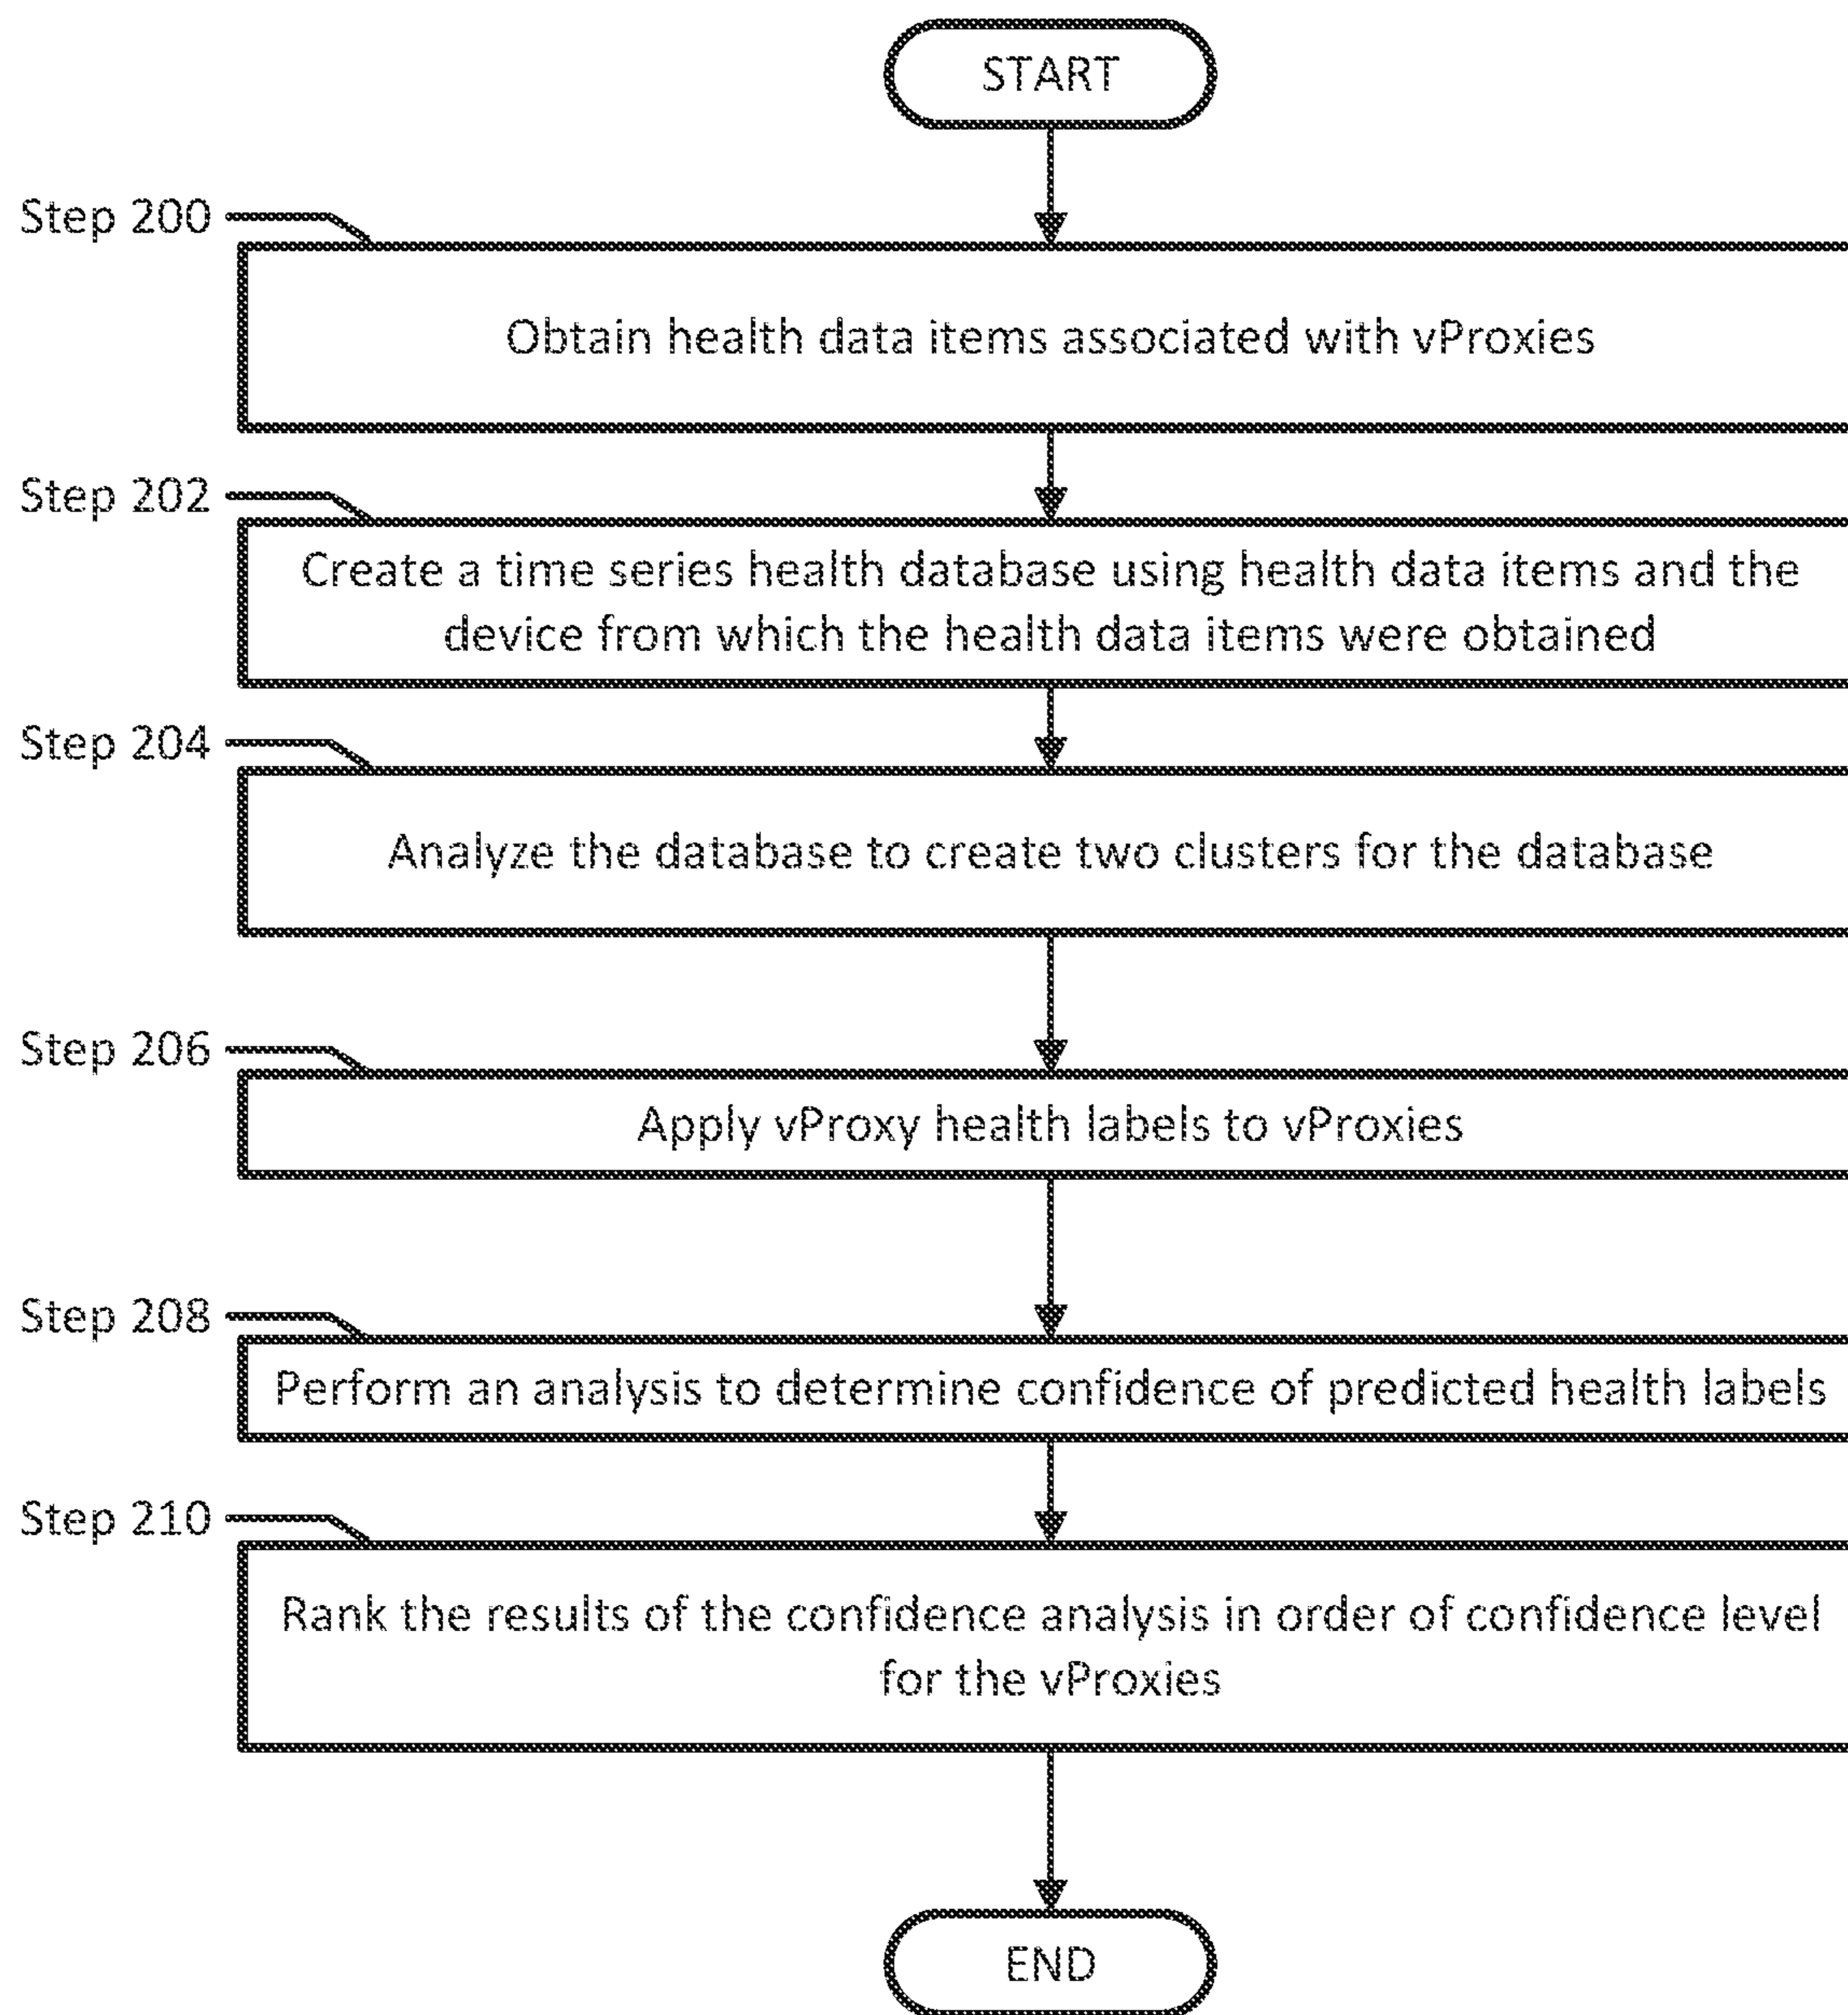 START
Step 200
Obtain health data items associated with vProxies
Step 202
Create a time series health database using health data items and the
device from which the health data items were obtained
Step 204
Analyze the database to create two clusters for the database
Step 206
Apply vProxy health labels to vProxies
Step 208
Perform an analysis to determine confidence of predicted health labels
Step 210
Rank the results of the confidence analysis in order of confidence level
for the vProxies
END